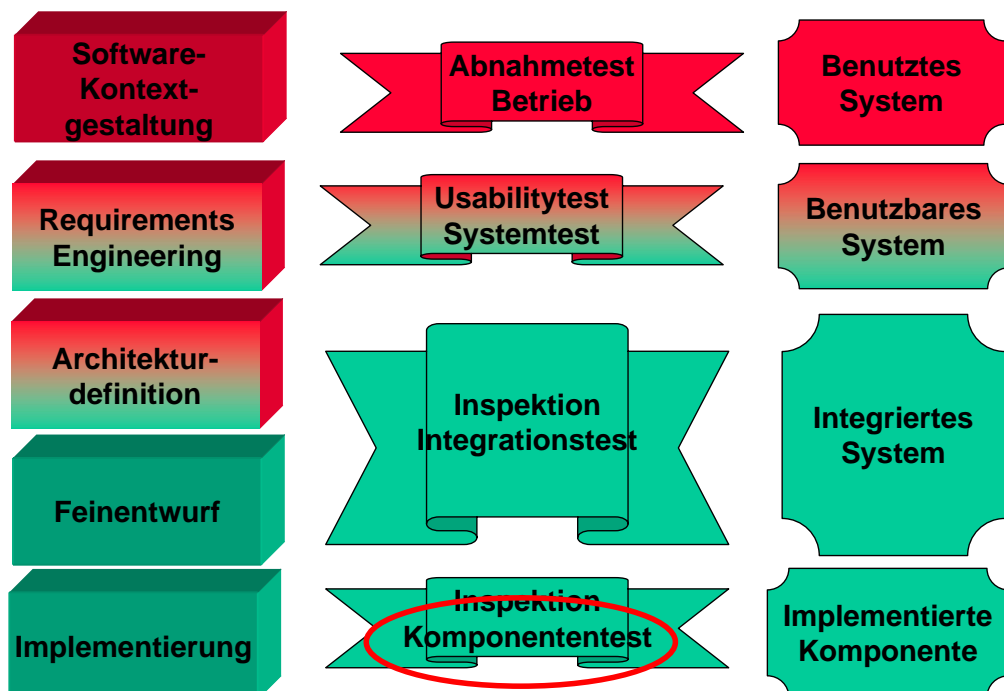 Software-
Kontext-
gestaltung
Abnahmetest
Betrieb
Benutztes
System
Requirements
Engineering
Usabilitytest
Systemtest
Benutzbares
System
Architektur-
definition
Inspektion
Integrationstest
Integriertes
System
Feinentwurf
Implementierung
Inspektion
Komponententest
Implementierte
Komponente